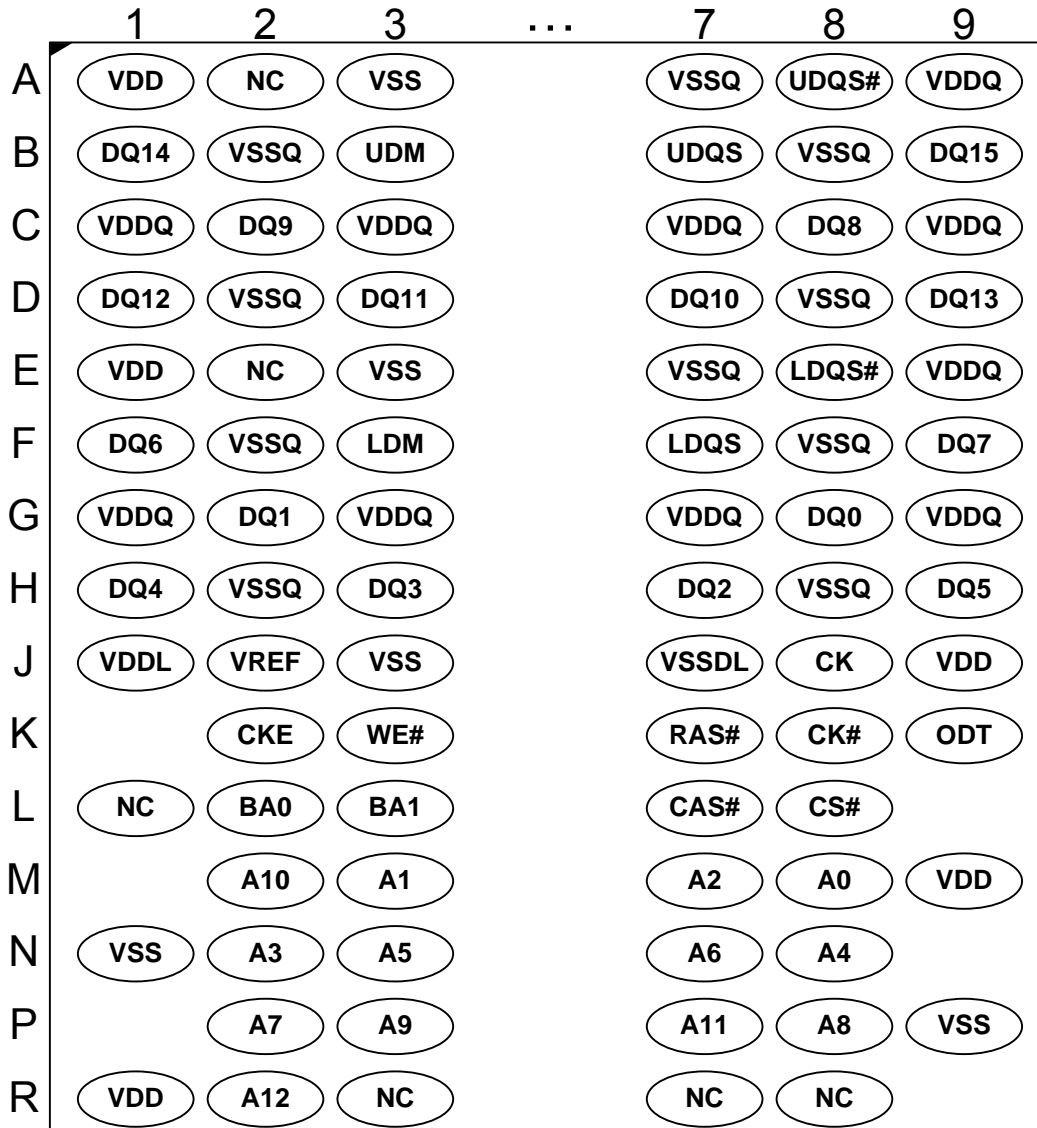 1 2 3 ... 7 8 9
A VDD NC VSS VSSQ UDQS# VDDQ
B DQ14 VSSQ UDM UDQS VSSQ DQ15
C VDDQ DQ9 VDDQ VDDQ DQ8 VDDQ
D DQ12 VSSQ DQ11 DQ10 VSSQ DQ13
E VDD NC VSS VSSQ LDQS# VDDQ
F DQ6 VSSQ LDM LDQS VSSQ DQ7
G VDDQ DQ1 VDDQ VDDQ DQ0 VDDQ
H DQ4 VSSQ DQ3 DQ2 VSSQ DQ5
J VDDL VREF VSS VSSDL CK VDD
K CKE WE# RAS# CK# ODT
L NC BA0 BA1 CAS# CS#
M A10 A1 A2 A0 VDD
N VSS A3 A5 A6 A4
P A7 A9 A11 A8 VSS
R VDD A12 NC NC NC